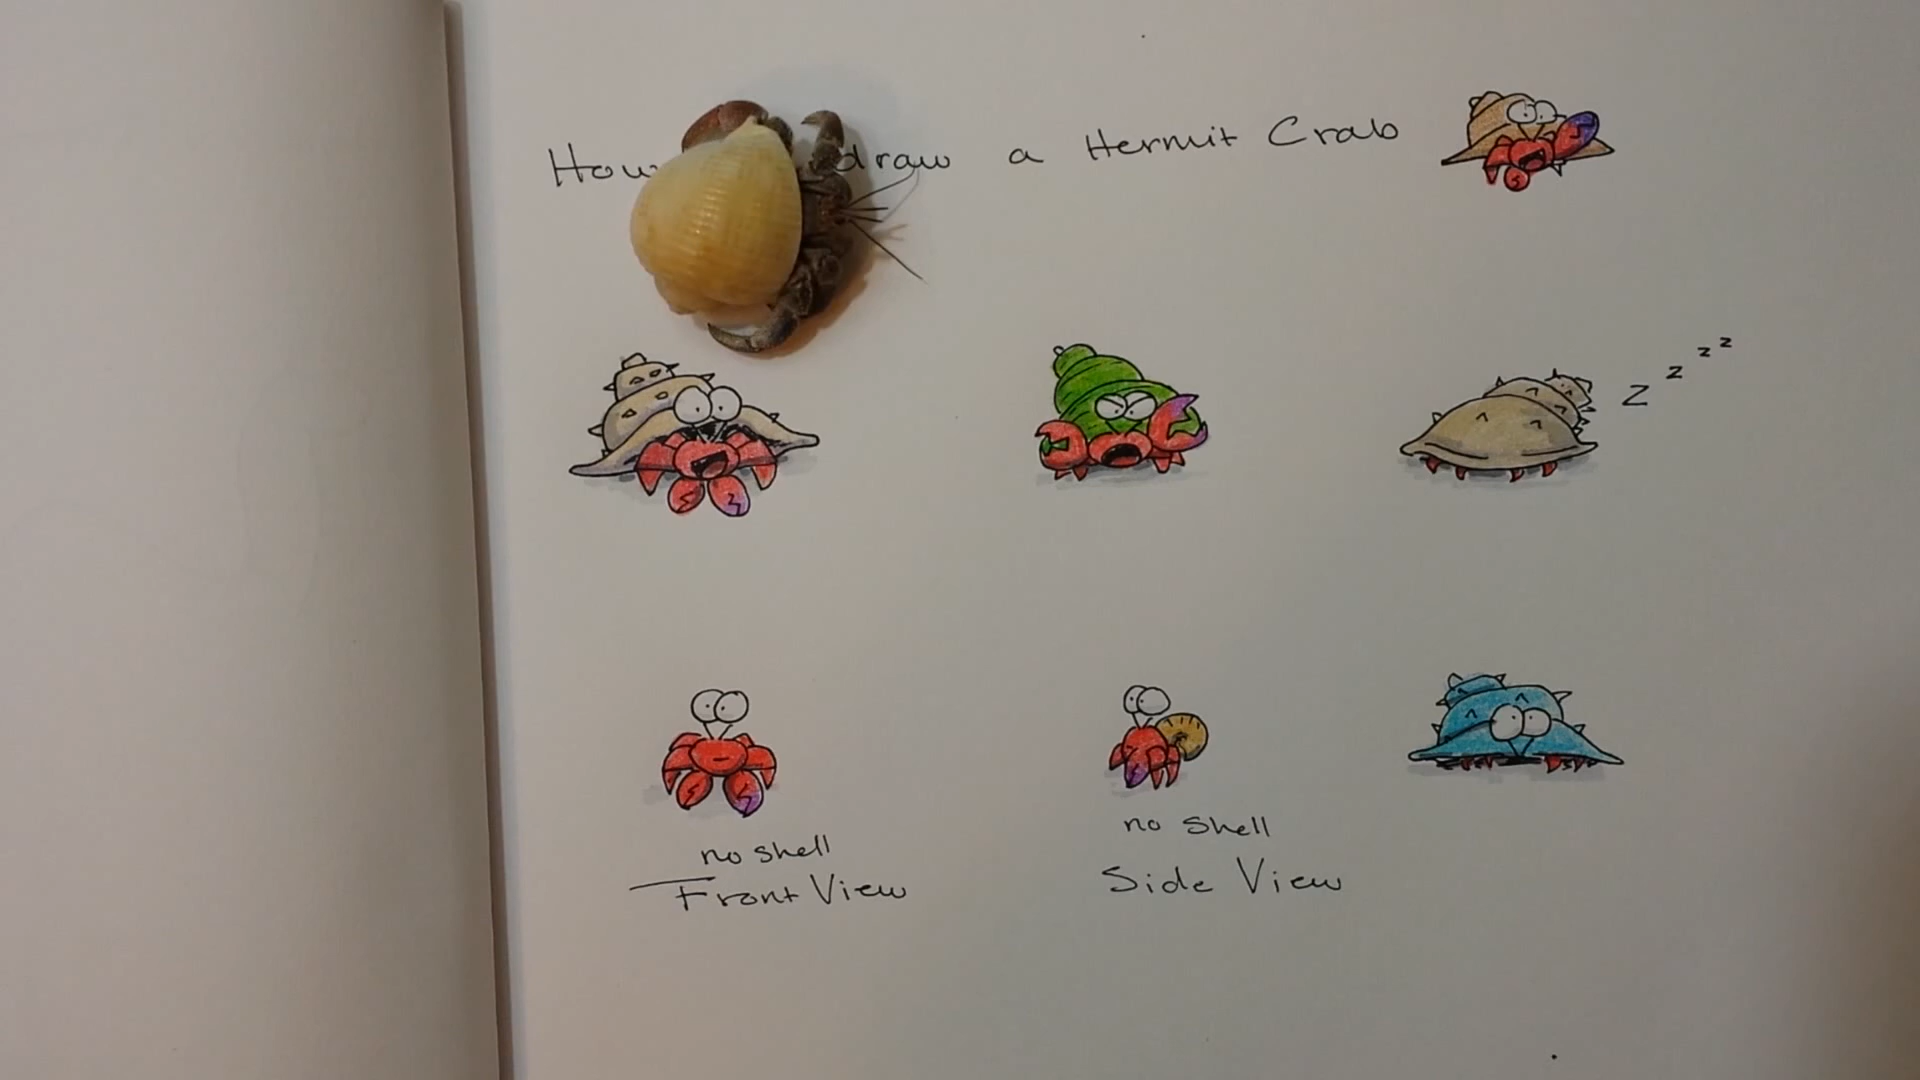 How draw a Hermit Crab
z z z z
no shell
Front View
no shell
Side View